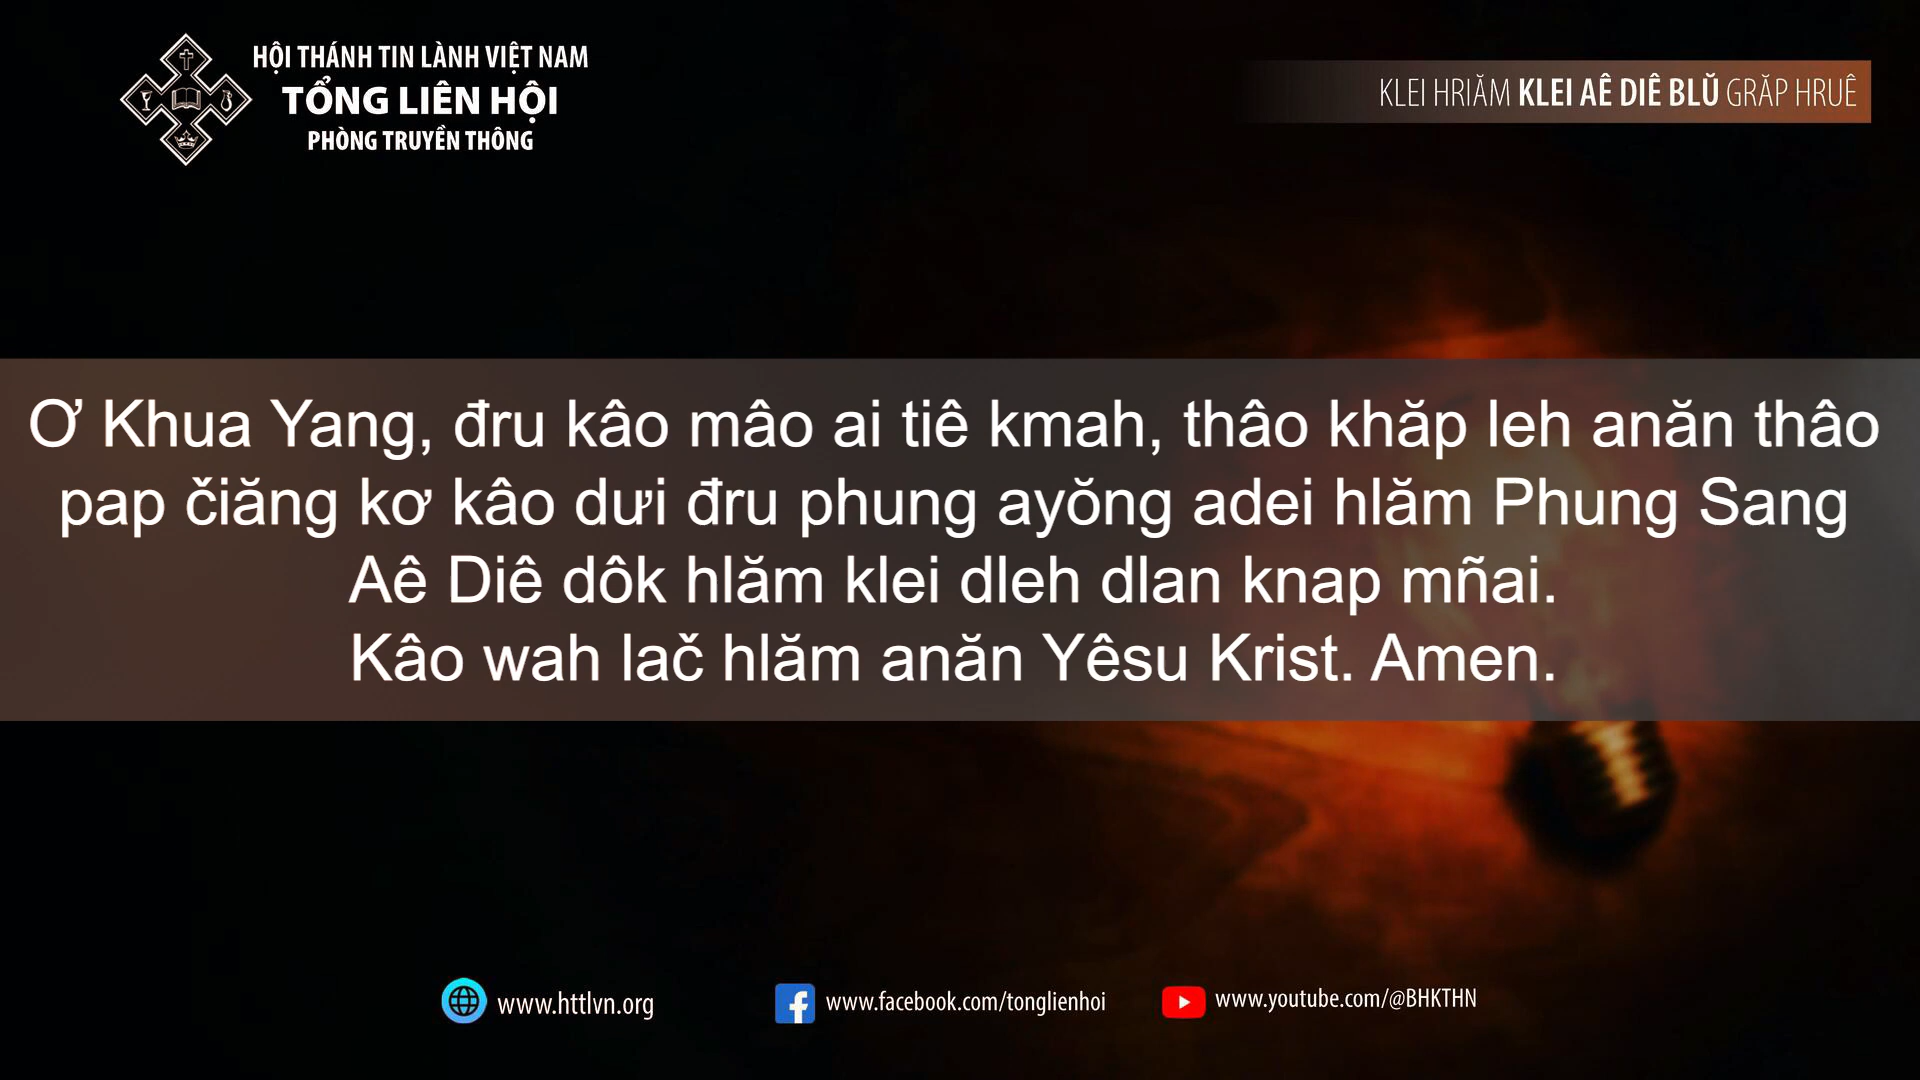 HỘI THÁNH TIN LÀNH VIỆT NAM
TỔNG LIÊN HỘI
PHÒNG TRUYỀN THÔNG
KLEI HRIĂM KLEI AÊ DIÊ BLŬ GRĂP HRUÊ
Ơ Khua Yang, đru kâo mâo ai tiê kmah, thâo khăp leh anăn thâo
pap čiăng kơ kâo dưi đru phung ayŏng adei hlăm Phung Sang
Aê Diê dôk hlăm klei dleh dlan knap mñai.
Kâo wah lač hlăm anăn Yêsu Krist. Amen.
www.httlvn.org
www.facebook.com/tonglienhoi
www.youtube.com/@BHKTHN